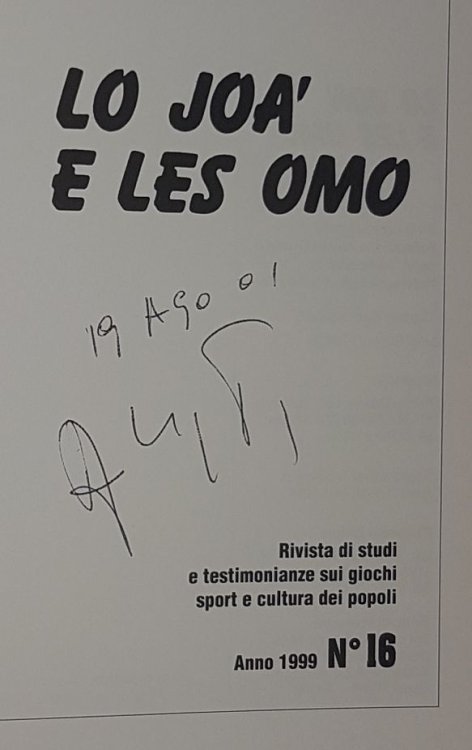 LO JOA'
E LES OMO
19 AGO 01
Rivista di studi
e testimonianze sui giochi
sport e cultura dei popoli
Anno 1999 N° 16